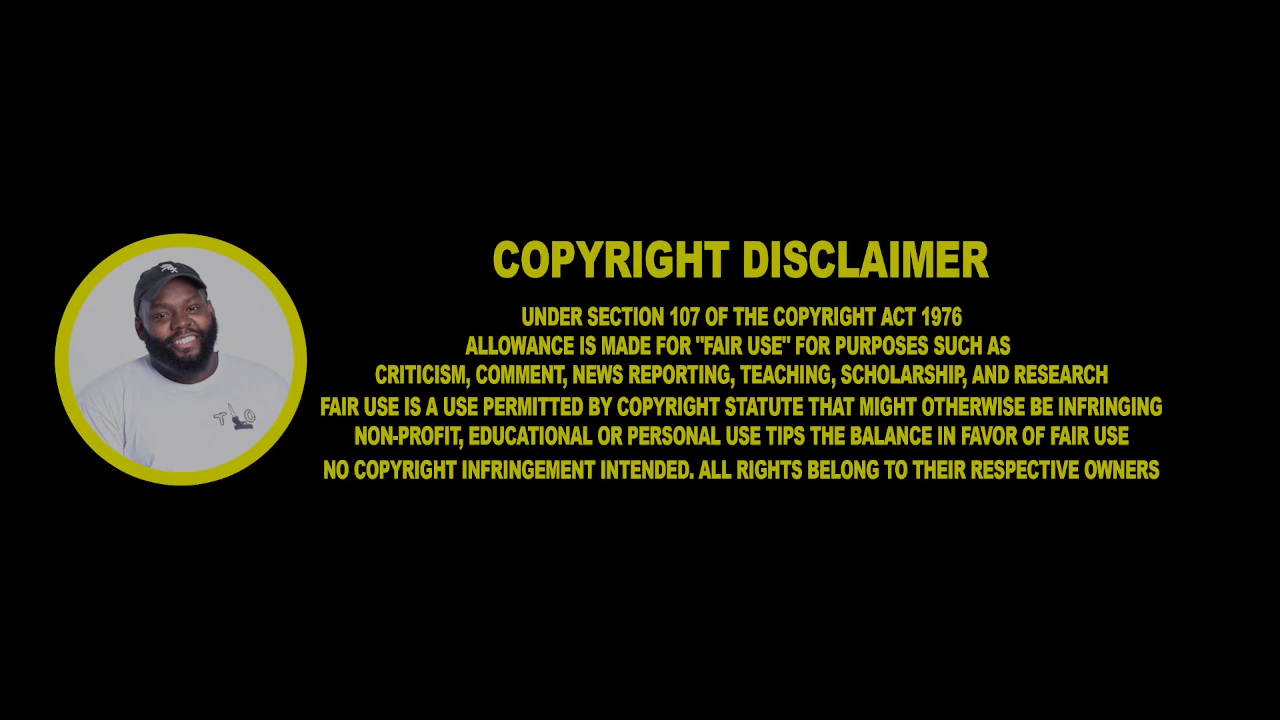 COPYRIGHT DISCLAIMER
UNDER SECTION 107 OF THE COPYRIGHT ACT 1976
ALLOWANCE IS MADE FOR "FAIR USE" FOR PURPOSES SUCH AS
CRITICISM, COMMENT, NEWS REPORTING, TEACHING, SCHOLARSHIP, AND RESEARCH
FAIR USE IS A USE PERMITTED BY COPYRIGHT STATUTE THAT MIGHT OTHERWISE BE INFRINGING
NON-PROFIT, EDUCATIONAL OR PERSONAL USE TIPS THE BALANCE IN FAVOR OF FAIR USE
NO COPYRIGHT INFRINGEMENT INTENDED. ALL RIGHTS BELONG TO THEIR RESPECTIVE OWNERS